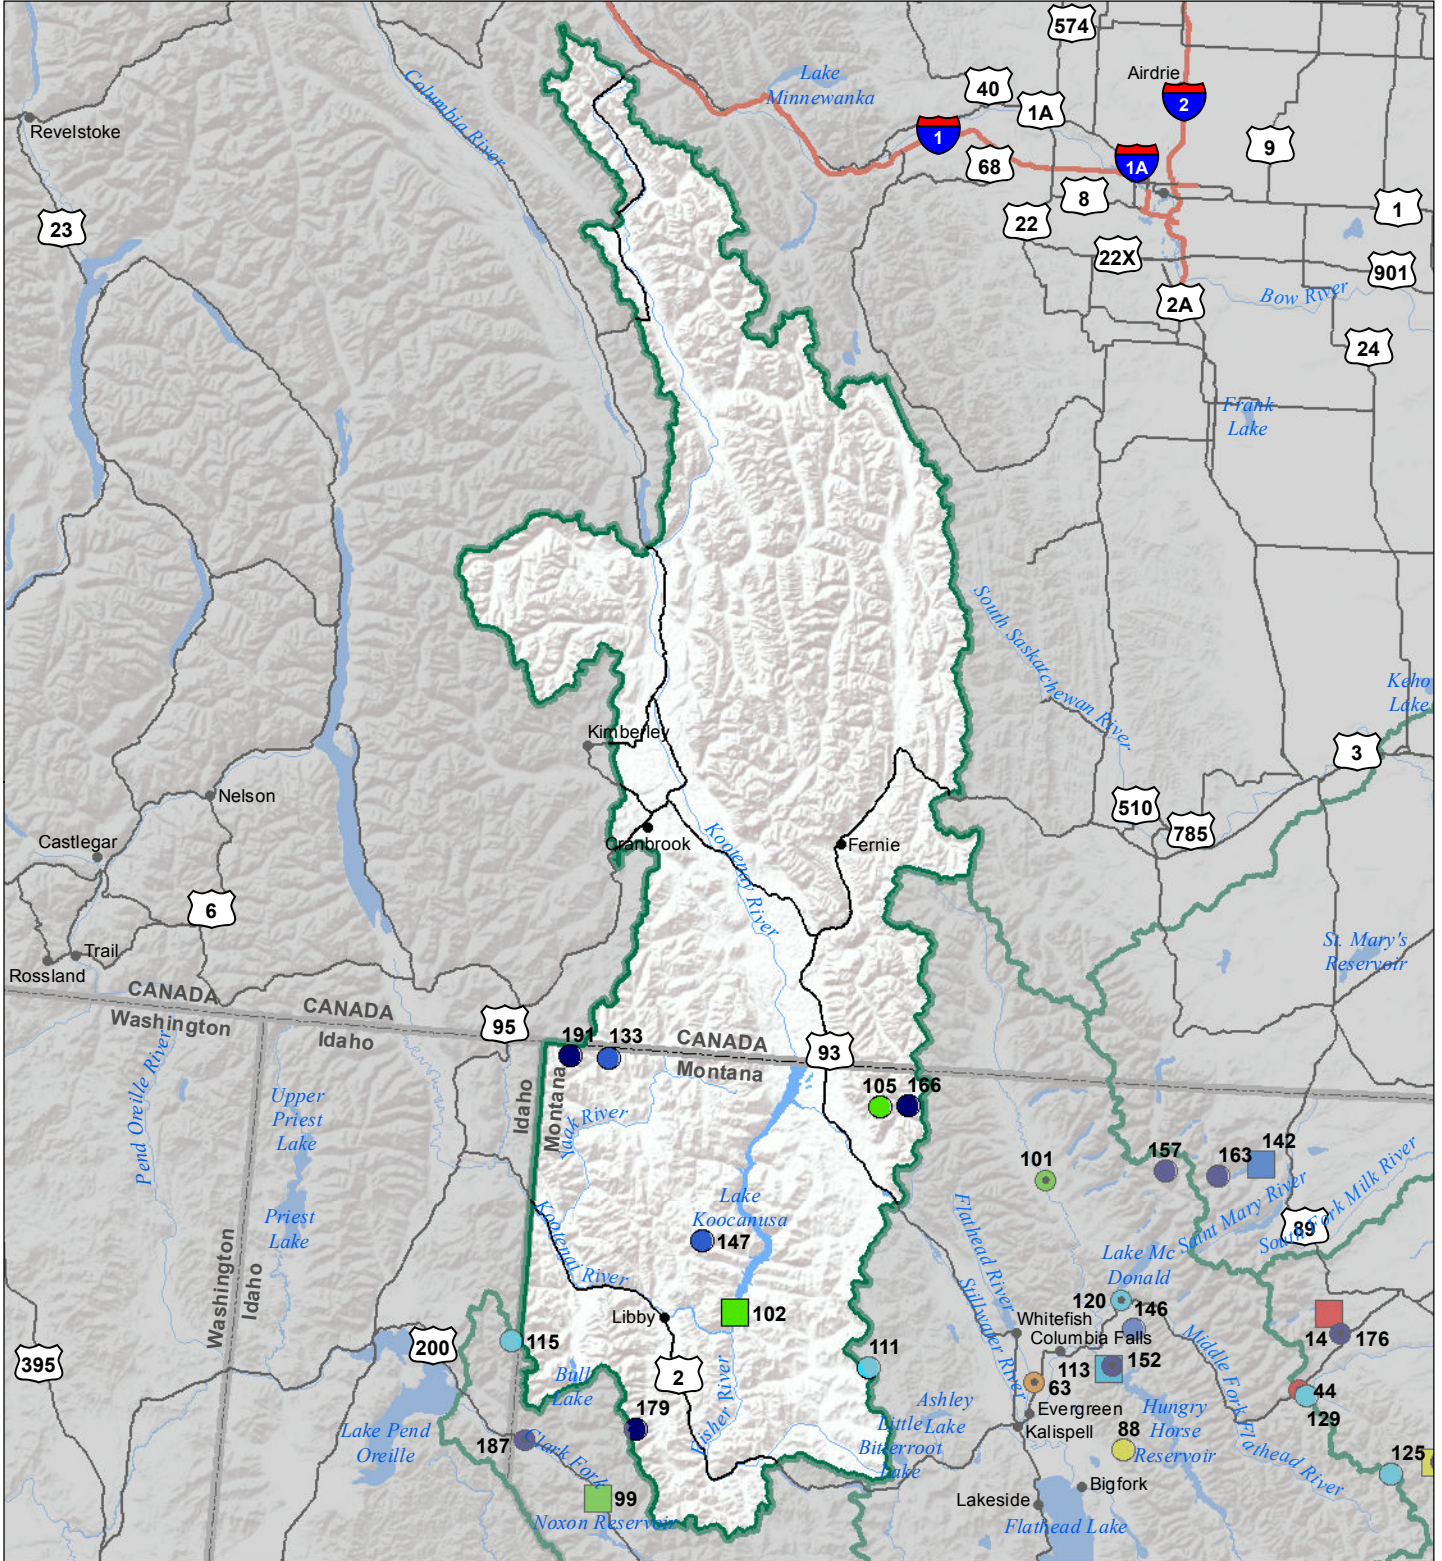 574
Airdrie
40
Lake
Minnewanka
1A
2
Columbia River
Revelstoke
1
9
1A
68
8
1
22
23
22X
901
2A
Bow River
24
Frank
Lake
South Saskatchewan River
Keho
Lake
Kimberley
3
Nelson
510
785
Castlegar
Cranbrook
Kootenay River
Fernie
6
Trail
Rossland
St. Mary's
Reservoir
CANADA
Washington
CANADA
Idaho
95
191
133
CANADA
Montana
93
Pend Oreille River
Upper
Priest
Lake
Idaho
Montana
Yaak River
105
166
101
157
163
142
Saint Mary River
South Fork Milk River
89
Priest
Lake
Washington
Idaho
Kootenai River
Lake
Koocanusa
147
Flathead River
Stillwater River
Lake Mc
Donald
120
146
Libby
102
Whitefish
Columbia Falls
14
176
395
200
115
2
111
113
152
Middle Fork Flathead River
Bull
Lake
Fisher River
63
44
129
Ashley
Lake
Little
Bitterroot
Lake
Evergreen
Kalispell
Hungry
Horse
Reservoir
88
179
187
Lake Pend
Oreille
Clark Fork
125
99
Noxon Reservoir
Bigfork
Lakeside
Flathead Lake